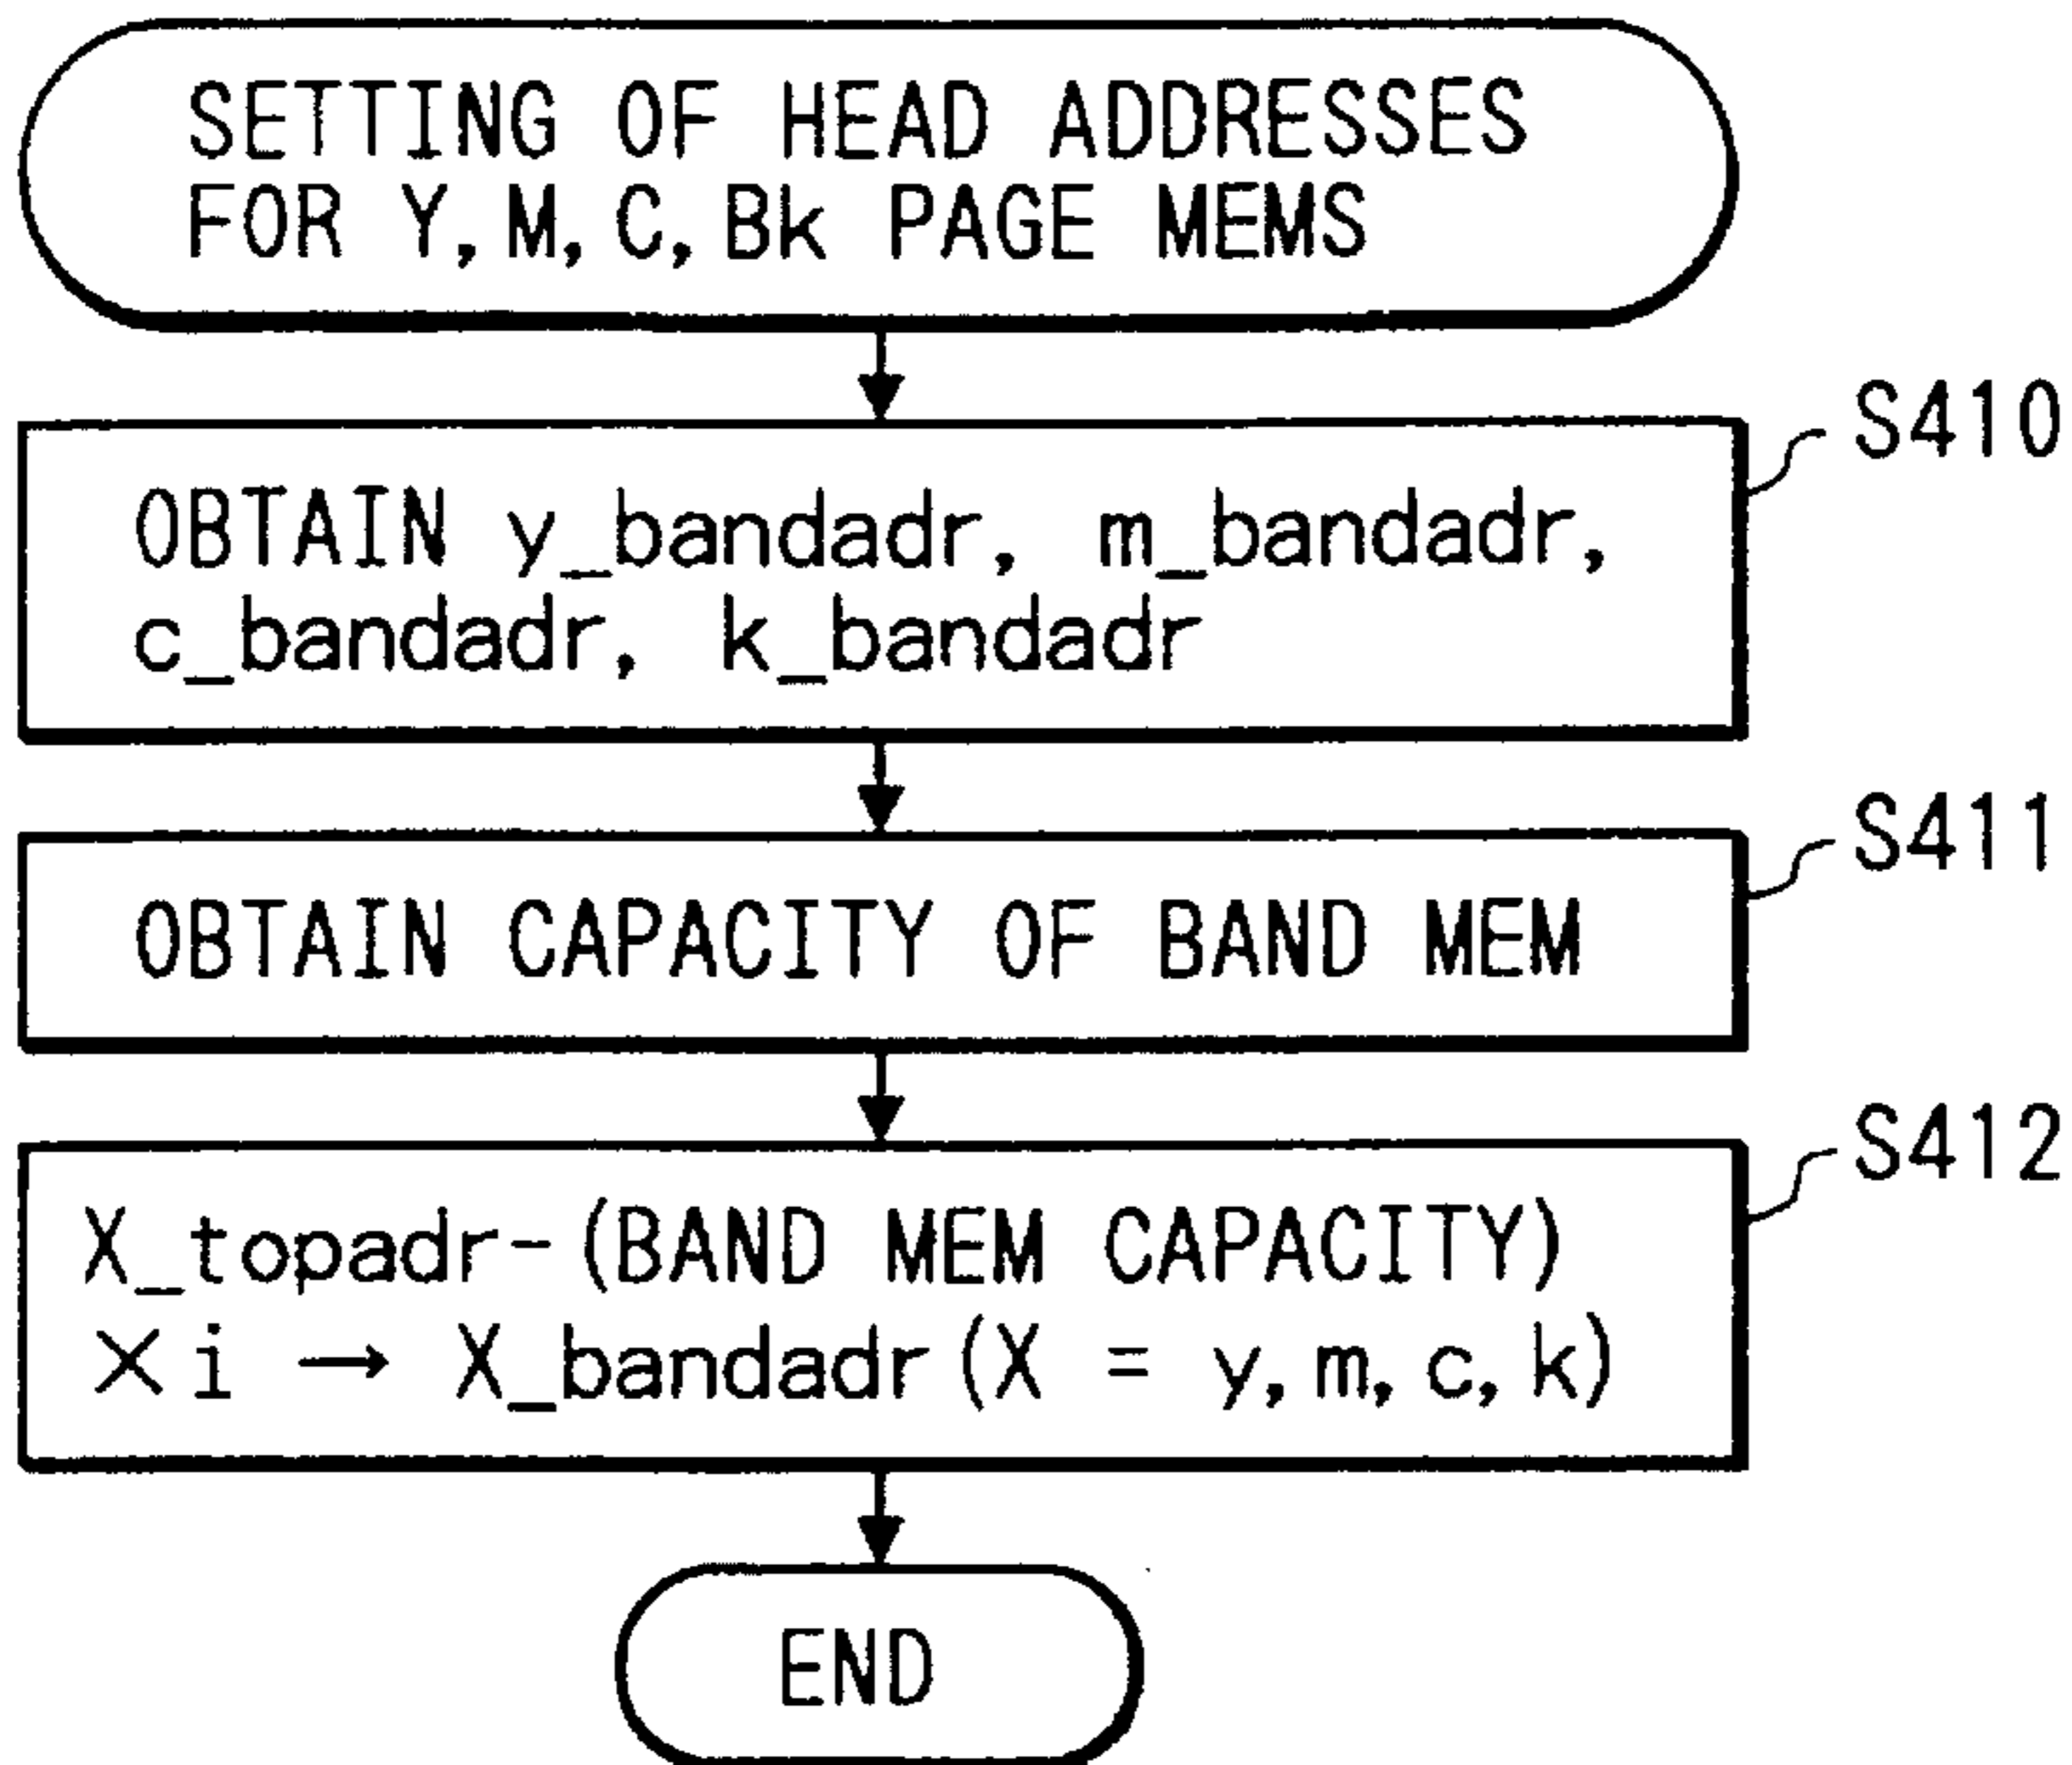 SETTING OF HEAD ADDRESSES
FOR Y, M, C, Bk PAGE MEMS
S410
OBTAIN y_bandadr, m_bandadr,
c_bandadr, k_bandadr
S411
OBTAIN CAPACITY OF BAND MEM
S412
X_topadr-(BAND MEM CAPACITY)
×i → X_bandadr(X = y, m, c, k)
END